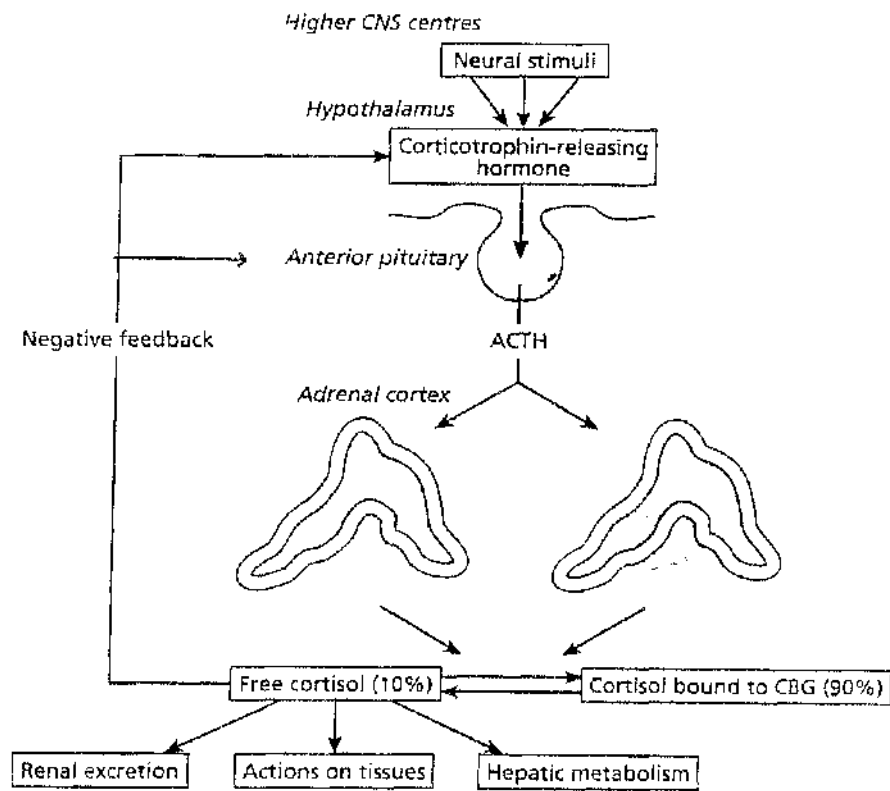 Higher CNS centres
Neural stimuli
Hypothalamus
Corticotrophin-releasing
hormone
Anterior pituitary
Negative feedback
ACTH
Adrenal cortex
Free cortisol (10%)
Cortisol bound to CBG (90%)
Renal excretion
Actions on tissues
Hepatic metabolism